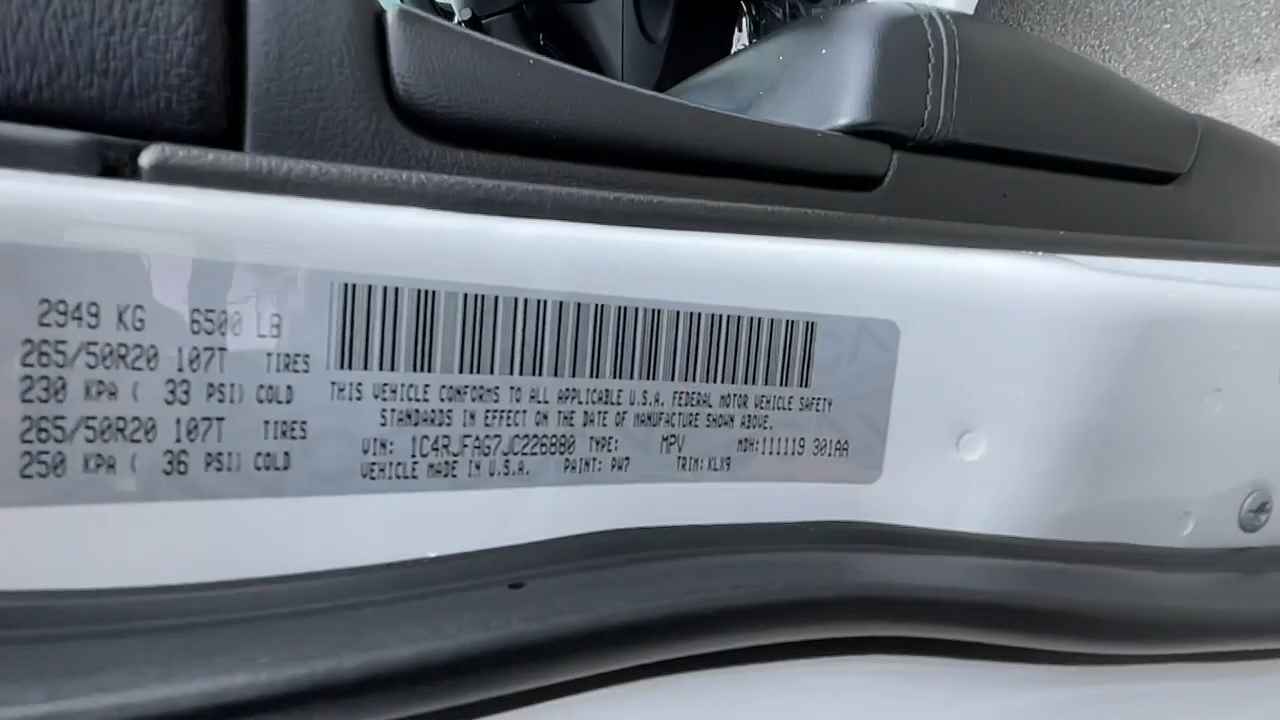 2949 KG 6500 LB
265/50R20 107T TIRES
230 KPA ( 33 PSI) COLD
265/50R20 107T TIRES
250 KPA ( 36 PSI) COLD
THIS VEHICLE CONFORMS TO ALL APPLICABLE U.S.A. FEDERAL MOTOR VEHICLE SAFETY
STANDARDS IN EFFECT ON THE DATE OF MANUFACTURE SHOWN ABOVE.
VIN: 1C4RJFAG7JC226880 TYPE: MPV MDH:111119 301AA
VEHICLE MADE IN U.S.A. PAINT: PW7 TRIM: KLX9